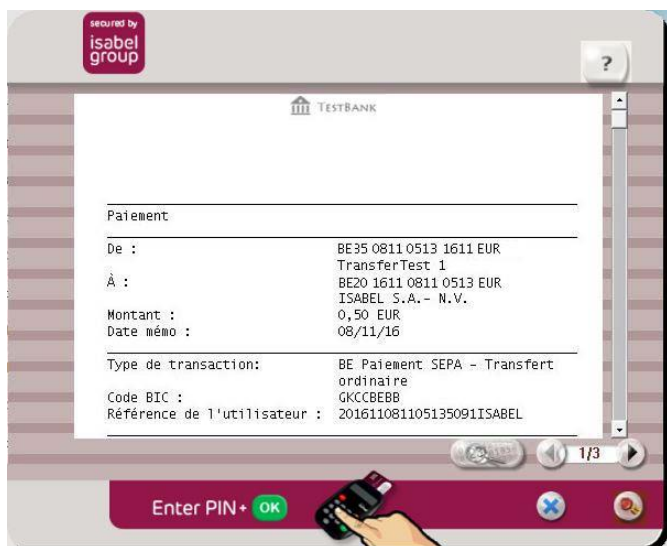 secured by
isabel
group
?
TESTBANK
Paiement
De : BE35 0811 0513 1611 EUR
TransferTest 1
À : BE20 1611 0811 0513 EUR
ISABEL S.A.- N.V.
Montant : 0,50 EUR
Date mémo : 08/11/16
Type de transaction: BE Paiement SEPA - Transfert
ordinaire
Code BIC : GKCCBEBB
Référence de l'utilisateur : 201611081105135091ISABEL
1/3
Enter PIN+ OK